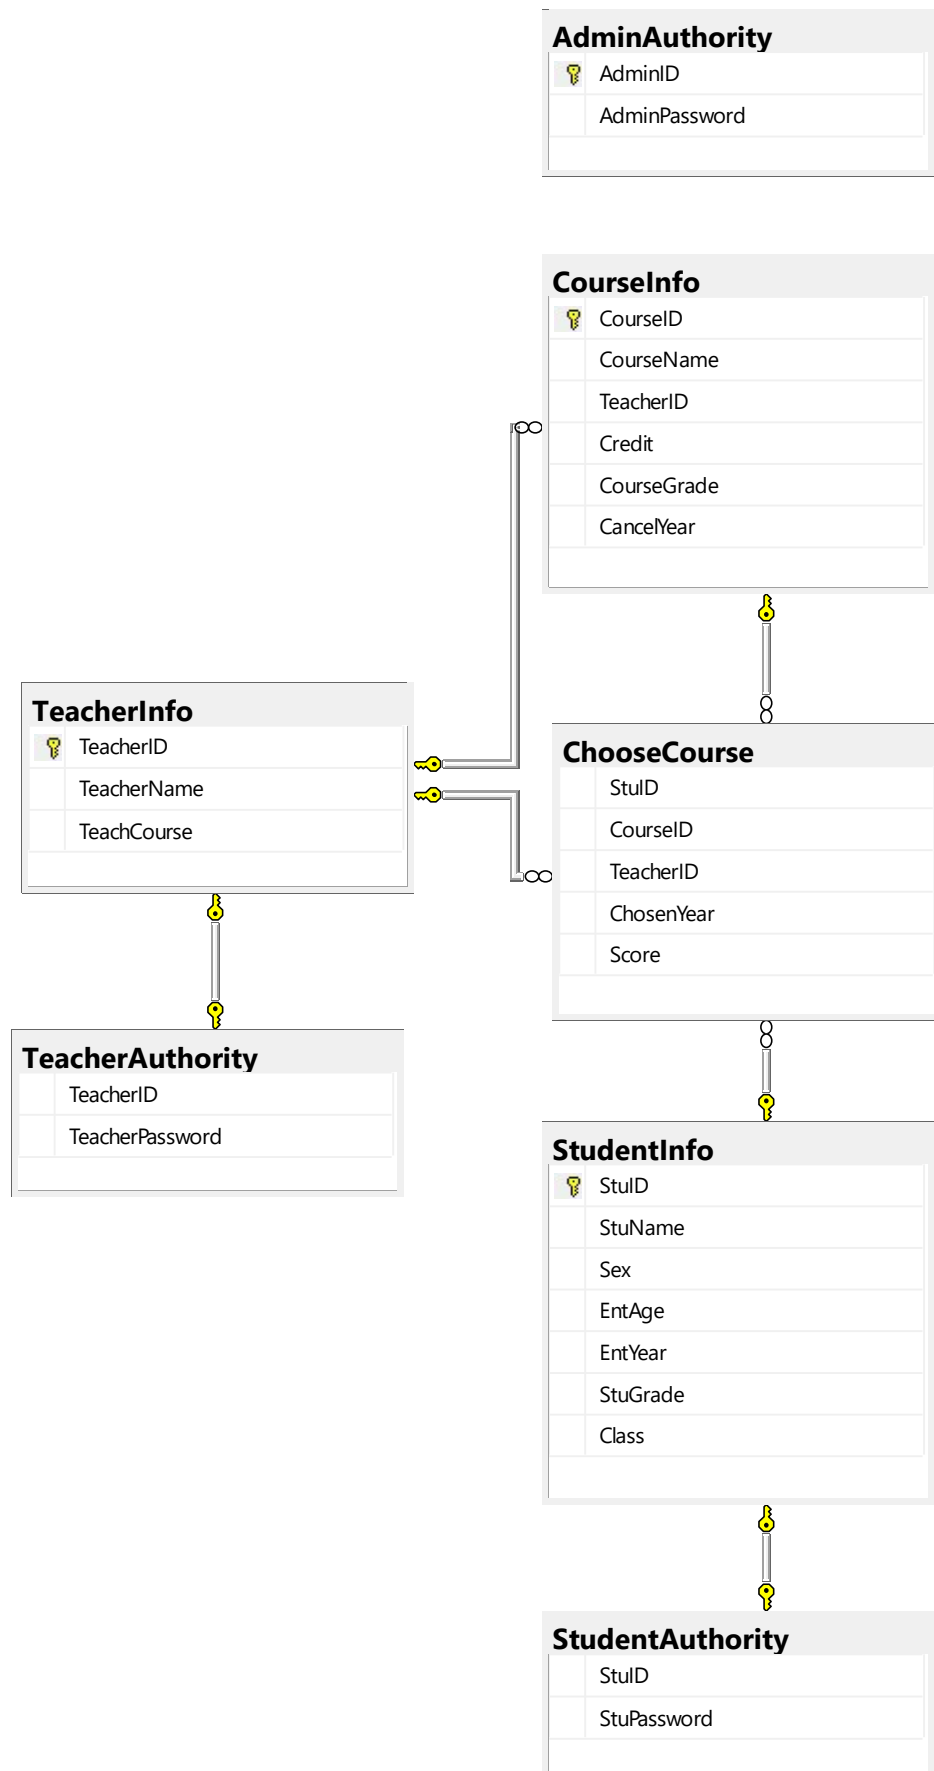 AdminAuthority
AdminID
AdminPassword
CourseInfo
CourseID
CourseName
TeacherID
Credit
CourseGrade
CancelYear
TeacherInfo
TeacherID
TeacherName
TeachCourse
ChooseCourse
StuID
CourseID
TeacherID
ChosenYear
Score
TeacherAuthority
TeacherID
TeacherPassword
StudentInfo
StuID
StuName
Sex
EntAge
EntYear
StuGrade
Class
StudentAuthority
StuID
StuPassword